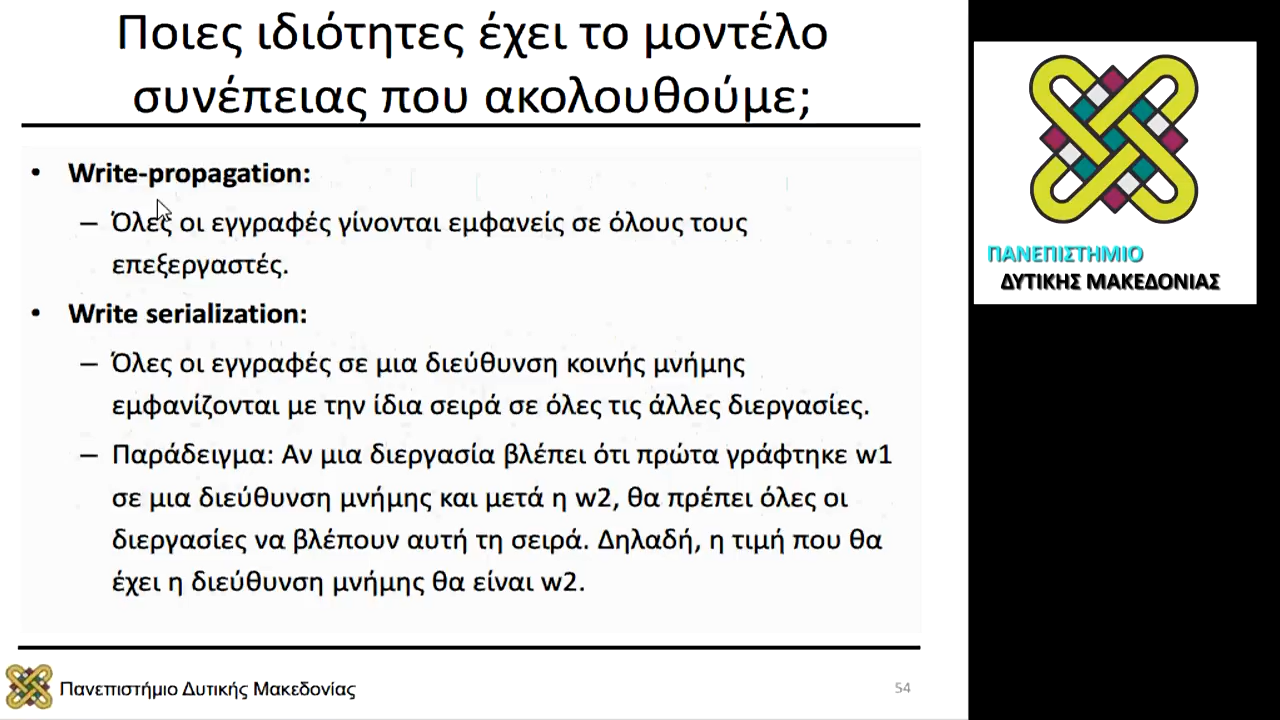 Ποιες ιδιότητες έχει το μοντέλο
συνέπειας που ακολουθούμε;
• Write-propagation:
– Όλες οι εγγραφές γίνονται εμφανείς σε όλους τους
επεξεργαστές.
• Write serialization:
– Όλες οι εγγραφές σε μια διεύθυνση κοινής μνήμης
εμφανίζονται με την ίδια σειρά σε όλες τις άλλες διεργασίες.
– Παράδειγμα: Αν μια διεργασία βλέπει ότι πρώτα γράφτηκε w1
σε μια διεύθυνση μνήμης και μετά η w2, θα πρέπει όλες οι
διεργασίες να βλέπουν αυτή τη σειρά. Δηλαδή, η τιμή που θα
έχει η διεύθυνση μνήμης θα είναι w2.
Πανεπιστήμιο Δυτικής Μακεδονίας
54
ΠΑΝΕΠΙΣΤΗΜΙΟ
ΔΥΤΙΚΗΣ ΜΑΚΕΔΟΝΙΑΣ